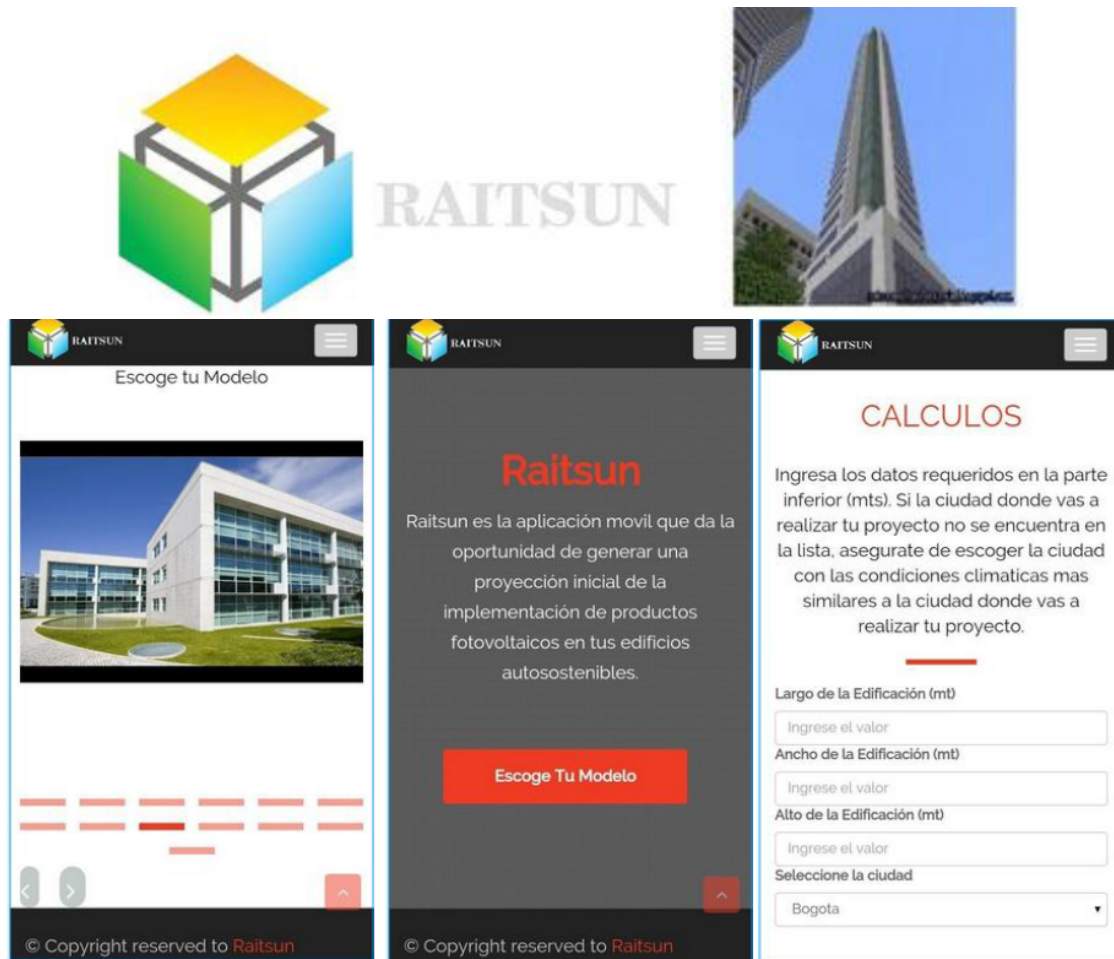 RAITSUN
RAITSUN
Escoge tu Modelo
© Copyright reserved to Raitsun
RAITSUN
Raitsun
Raitsun es la aplicación movil que da la
oportunidad de generar una
proyección inicial de la
implementación de productos
fotovoltaicos en tus edificios
autosostenibles.
Escoge Tu Modelo
© Copyright reserved to Raitsun
RAITSUN
CALCULOS
Ingresa los datos requeridos en la parte
inferior (mts). Si la ciudad donde vas a
realizar tu proyecto no se encuentra en
la lista, asegurate de escoger la ciudad
con las condiciones climaticas mas
similares a la ciudad donde vas a
realizar tu proyecto.
Largo de la Edificación (mt)
Ingrese el valor
Ancho de la Edificación (mt)
Ingrese el valor
Alto de la Edificación (mt)
Ingrese el valor
Seleccione la ciudad
Bogota